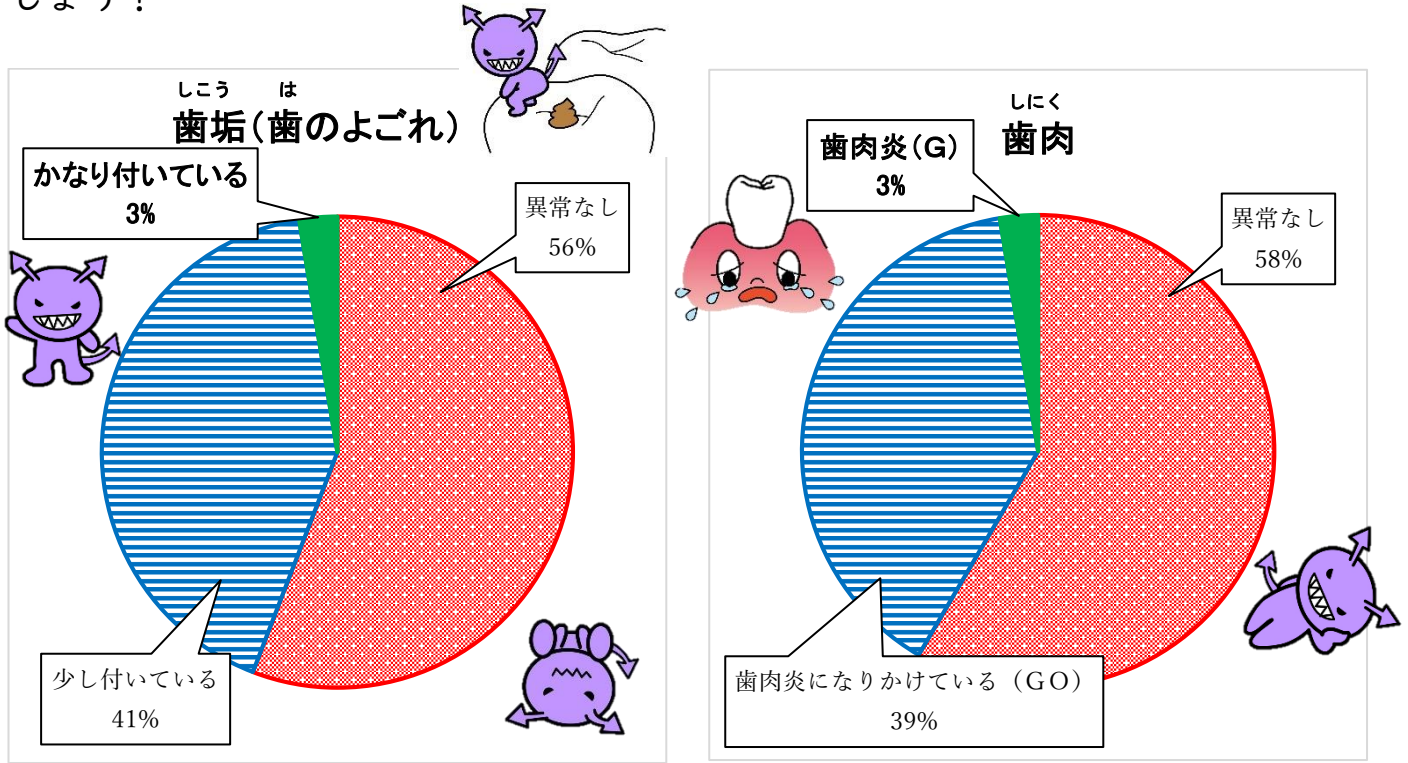 しょう！
しこう　は
歯垢（歯のよごれ）
かなり付いている
3%
異常なし
56%
少し付いている
41%
しにく
歯肉
歯肉炎（G）
3%
異常なし
58%
歯肉炎になりかけている（GO）
39%